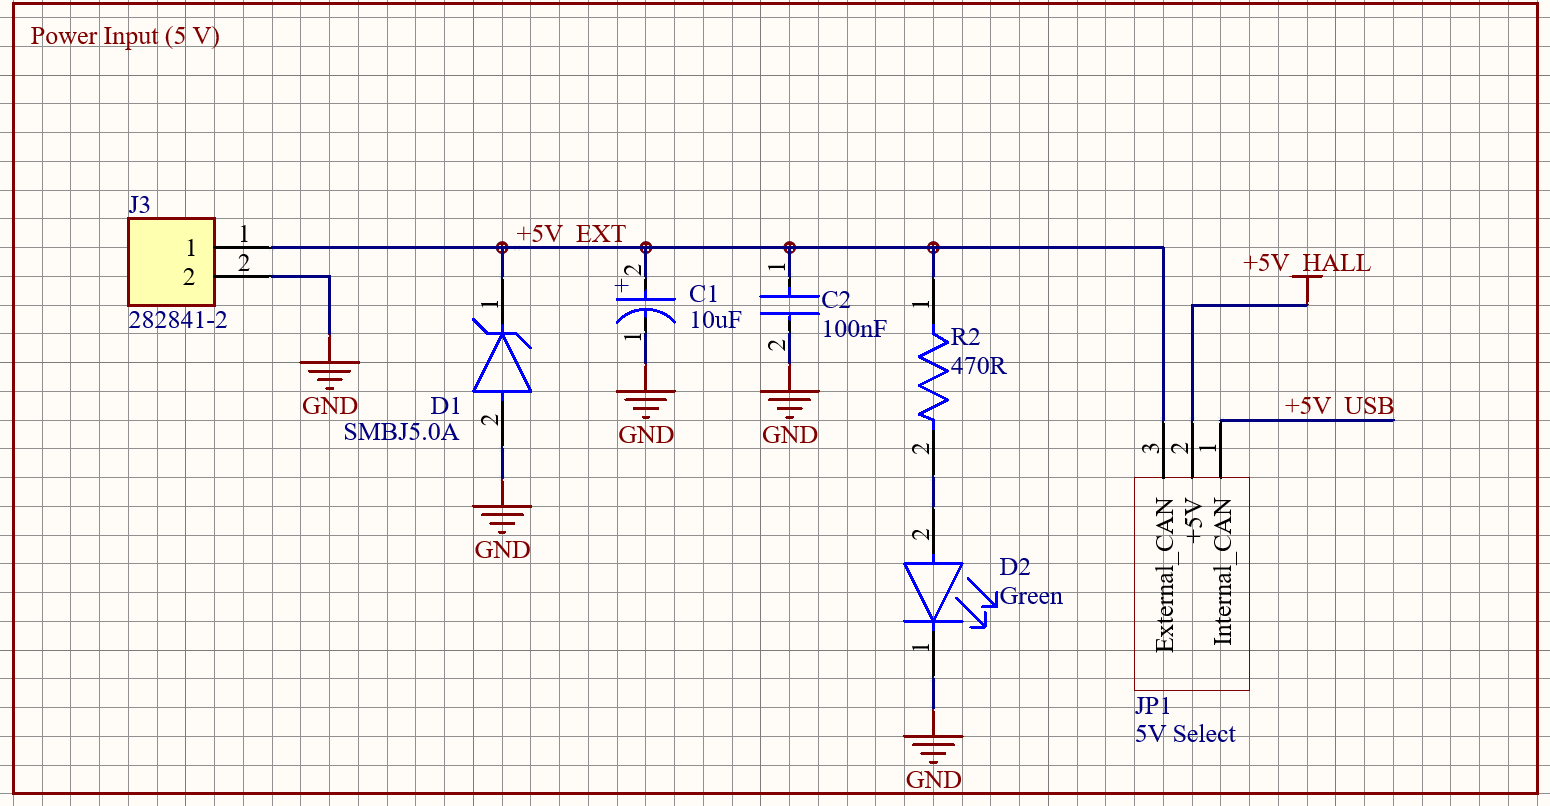 Power Input (5 V)
J3
1
2
1
2
282841-2
GND
+5V_EXT
1
2
D1
SMBJ5.0A
GND
2
+
1
C1
10uF
GND
1
2
C2
100nF
GND
1
R2
470R
2
2
D2
Green
1
GND
+5V_HALL
+5V_USB
3
2
1
External_CAN
+5V
Internal_CAN
JP1
5V Select